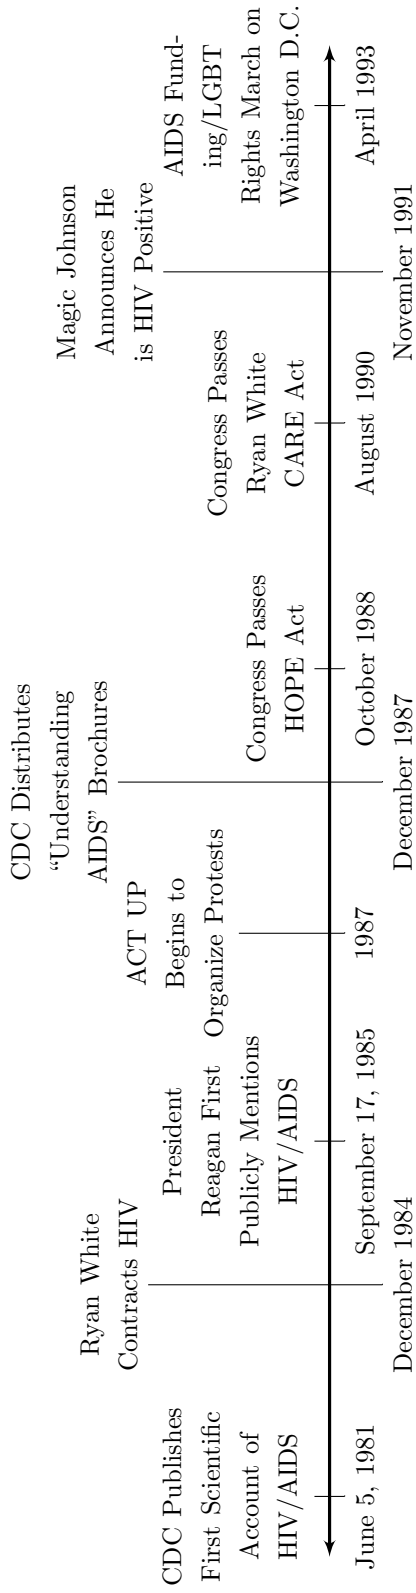 CDC Publishes
First Scientific
Account of
HIV/AIDS
June 5, 1981
Ryan White
Contracts HIV
December 1984
President
Reagan First
Publicly Mentions
HIV/AIDS
September 17, 1985
ACT UP
Begins to
Organize Protests
1987
CDC Distributes
“Understanding
AIDS” Brochures
December 1987
Congress Passes
HOPE Act
October 1988
Congress Passes
Ryan White
CARE Act
August 1990
Magic Johnson
Announces He
is HIV Positive
November 1991
AIDS Fund-
ing/LGBT
Rights March on
Washington D.C.
April 1993